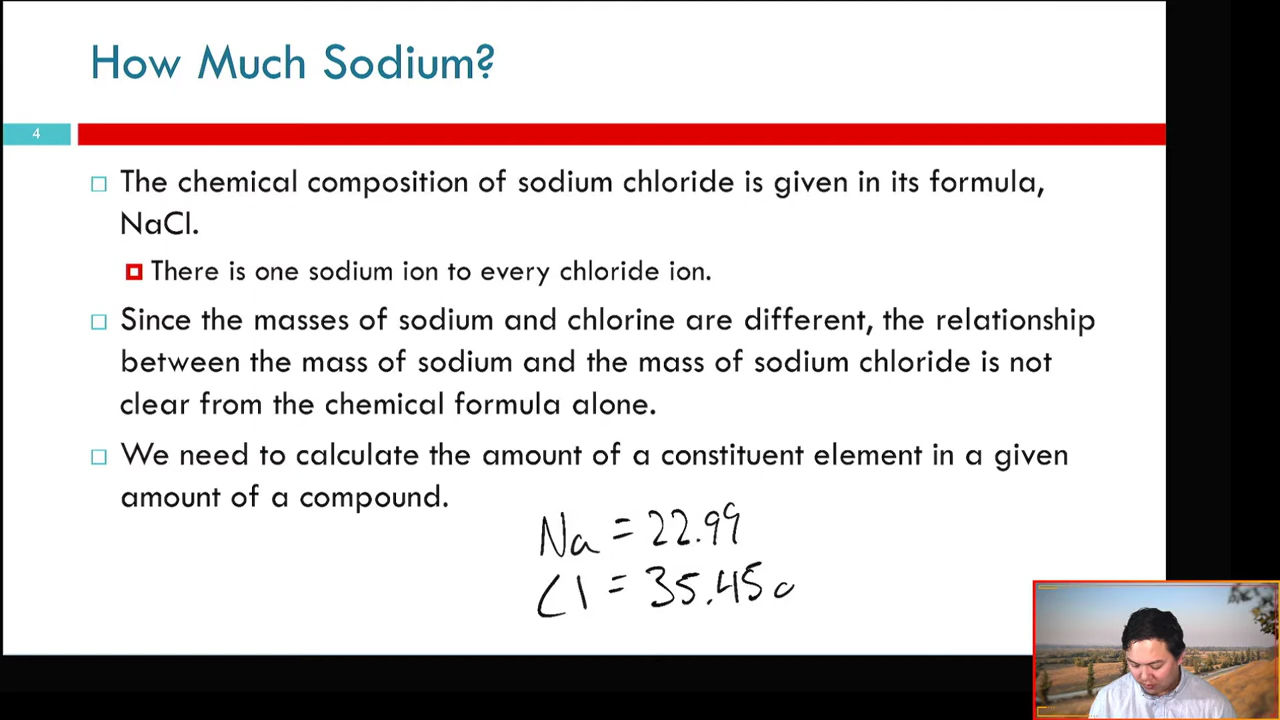 How Much Sodium?
4
The chemical composition of sodium chloride is given in its formula,
NaCl.
There is one sodium ion to every chloride ion.
Since the masses of sodium and chlorine are different, the relationship
between the mass of sodium and the mass of sodium chloride is not
clear from the chemical formula alone.
We need to calculate the amount of a constituent element in a given
amount of a compound.
Na = 22.99
Cl = 35.45